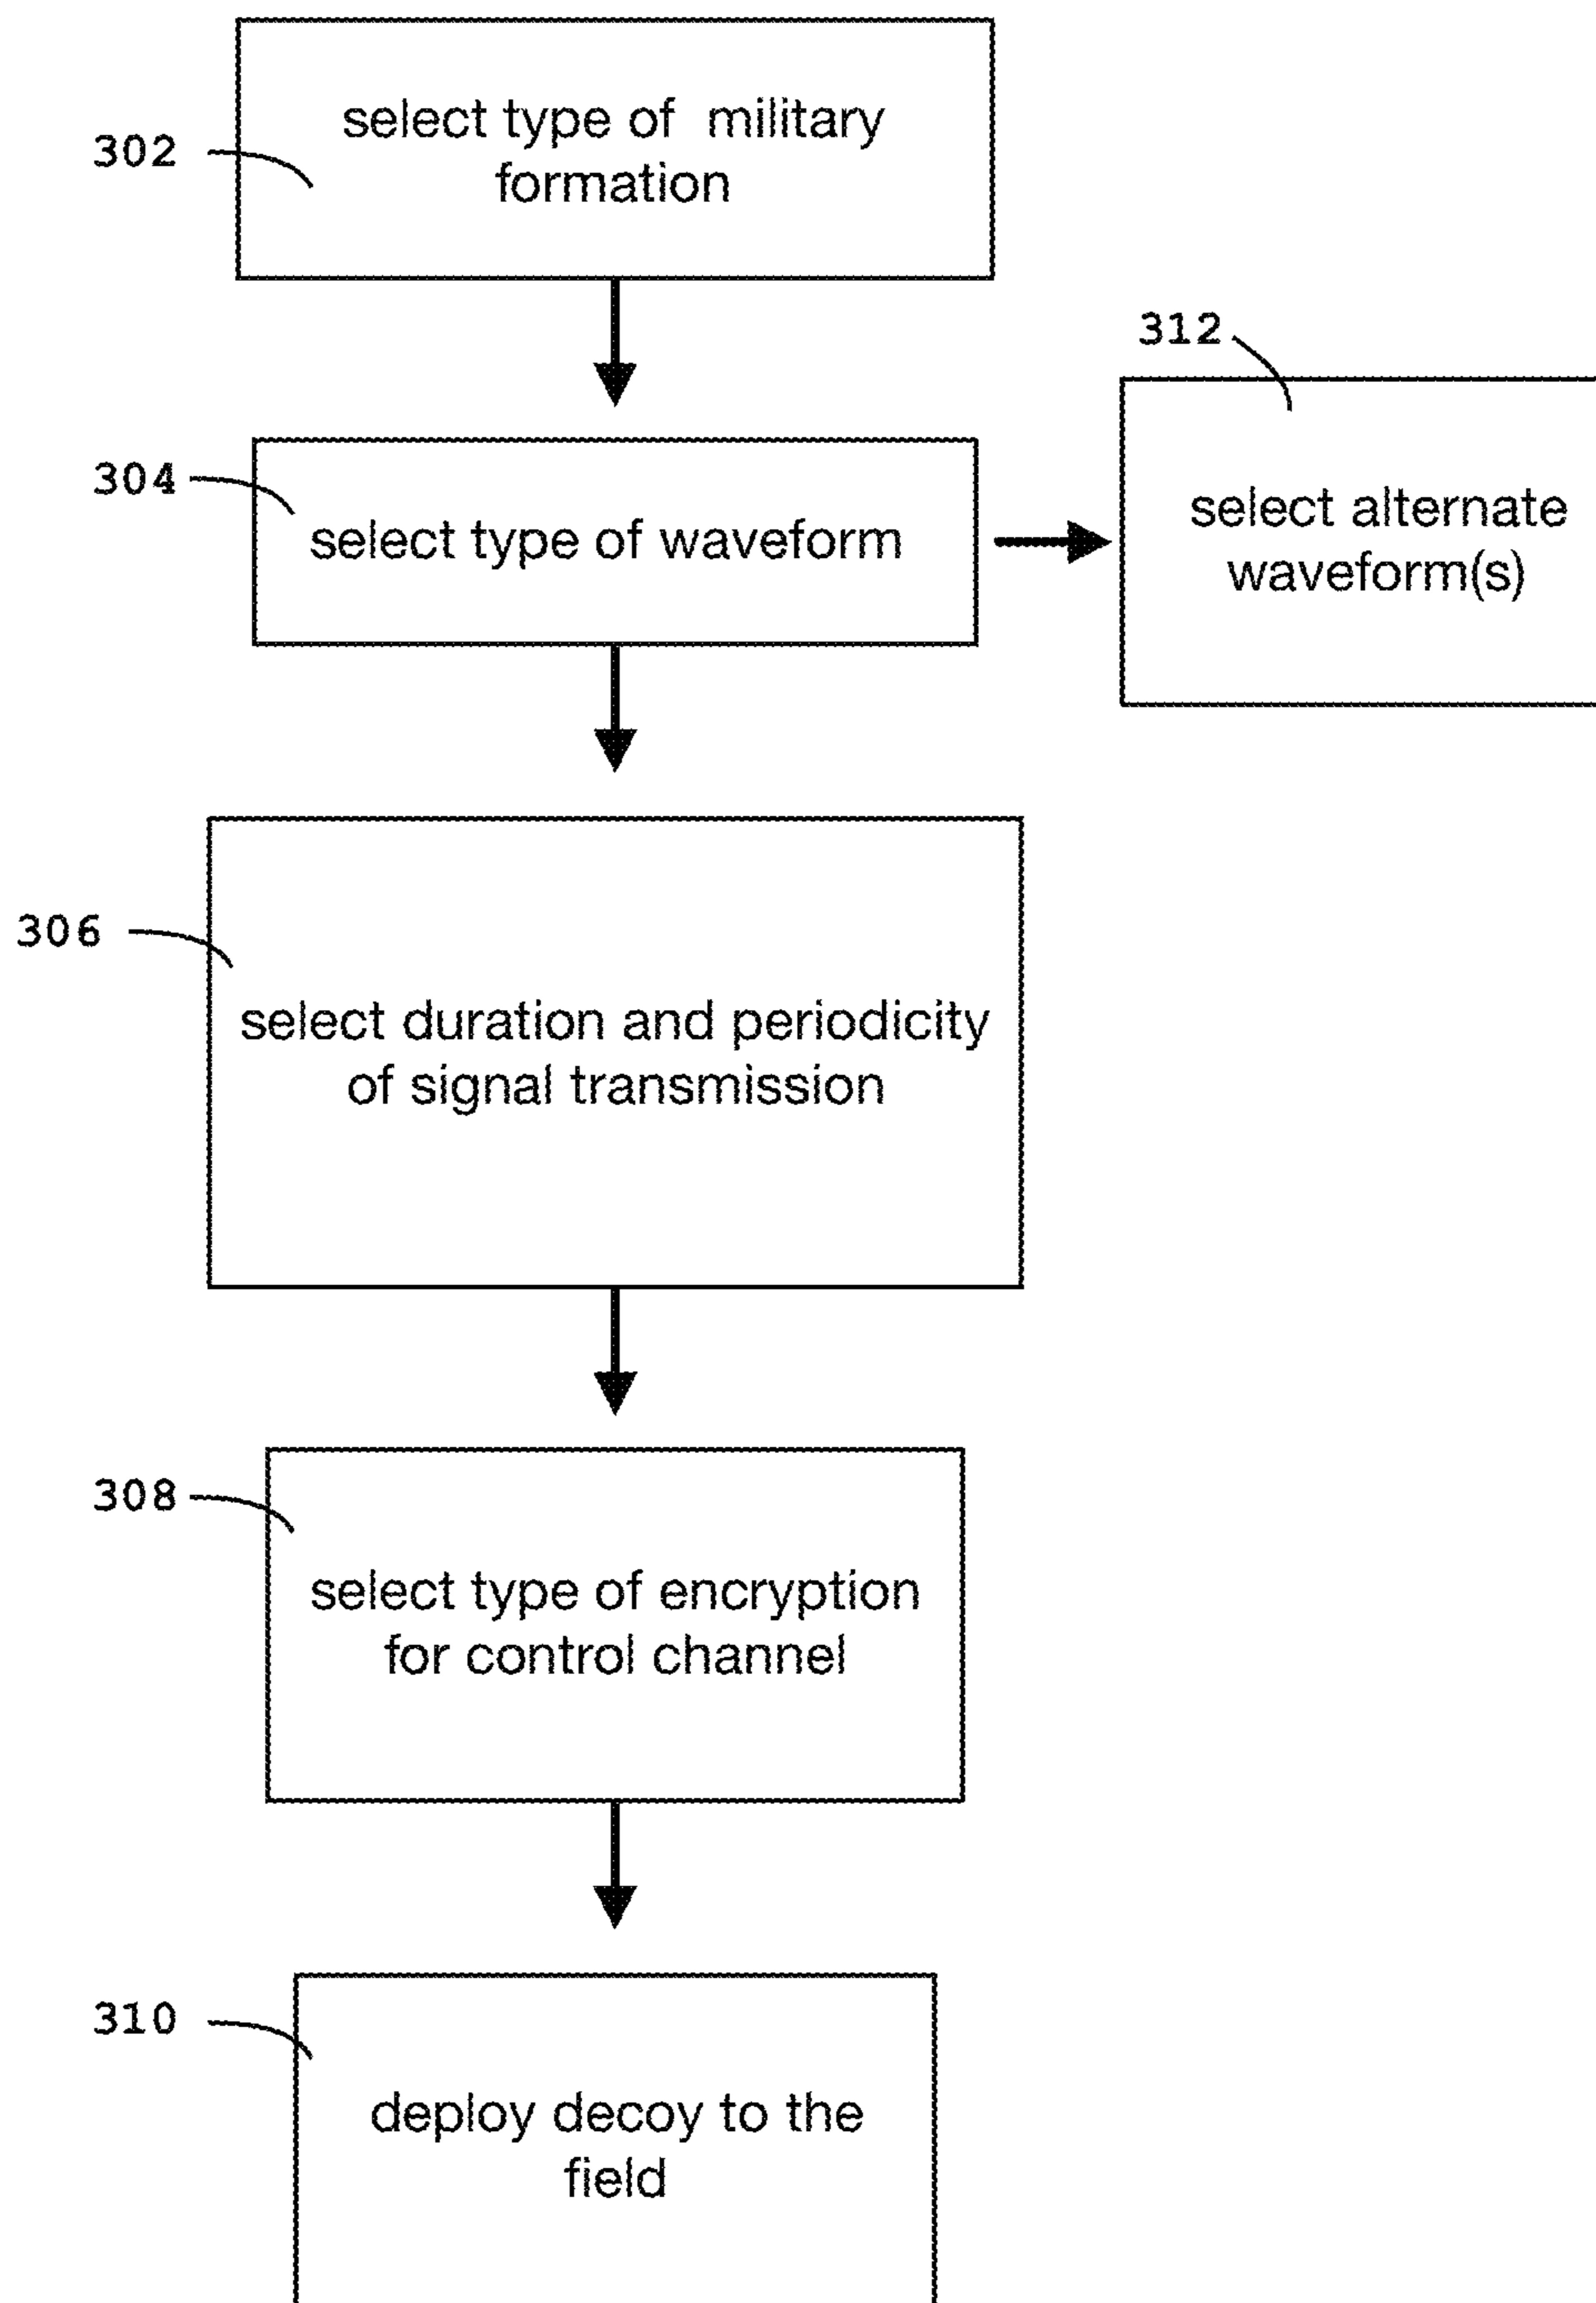 302
select type of military
formation
312
304
select type of waveform
select alternate
waveform(s)
306
select duration and periodicity
of signal transmission
308
select type of encryption
for control channel
310
deploy decoy to the
field